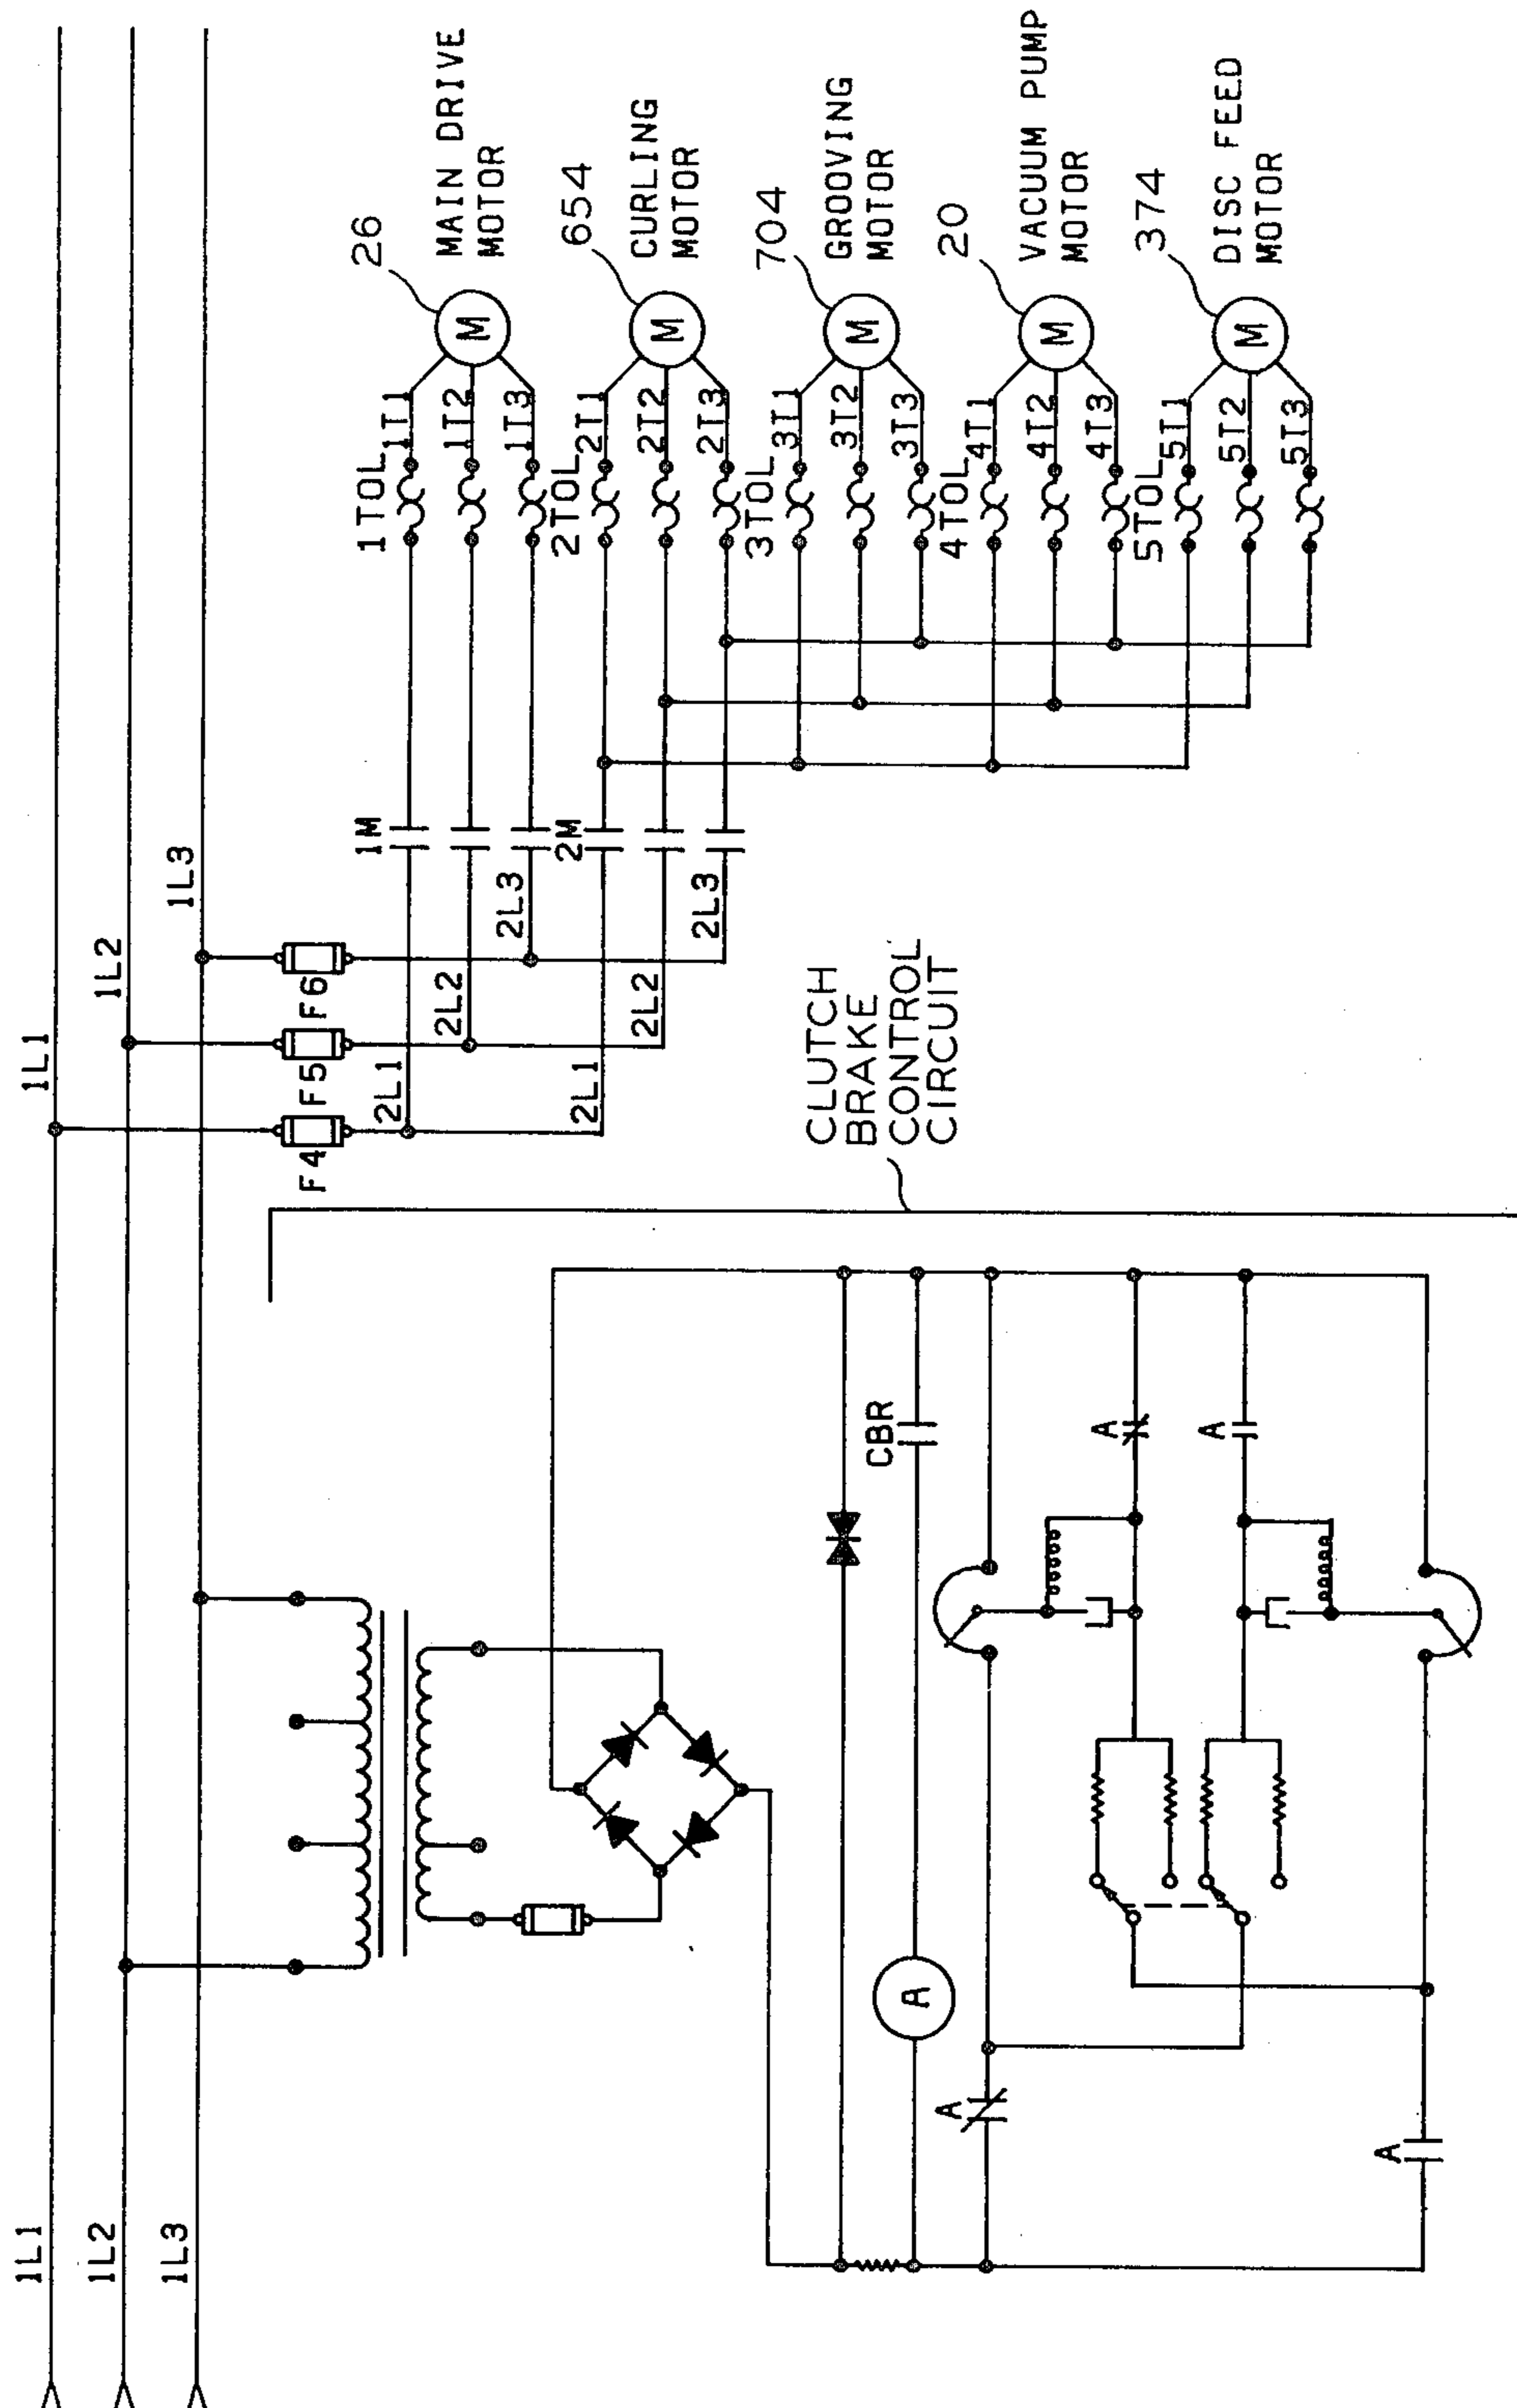 1L1
1L2
1L3
1L1
1L2
1L3
F4
F5
F6
2L1
2L2
2L3
2L1
2L2
2L3
1M
2M
1TOL
1T1
1T2
1T3
26
MAIN DRIVE
MOTOR
2TOL
2T1
2T2
2T3
654
CURLING
MOTOR
3TOL
3T1
3T2
3T3
704
GROOVING
MOTOR
4TOL
4T1
4T2
4T3
20
VACUUM PUMP
MOTOR
5TOL
5T1
5T2
5T3
374
DISC FEED
MOTOR
M
M
M
M
M
CLUTCH
BRAKE
CONTROL
CIRCUIT
CBR
A
A
A
A
A